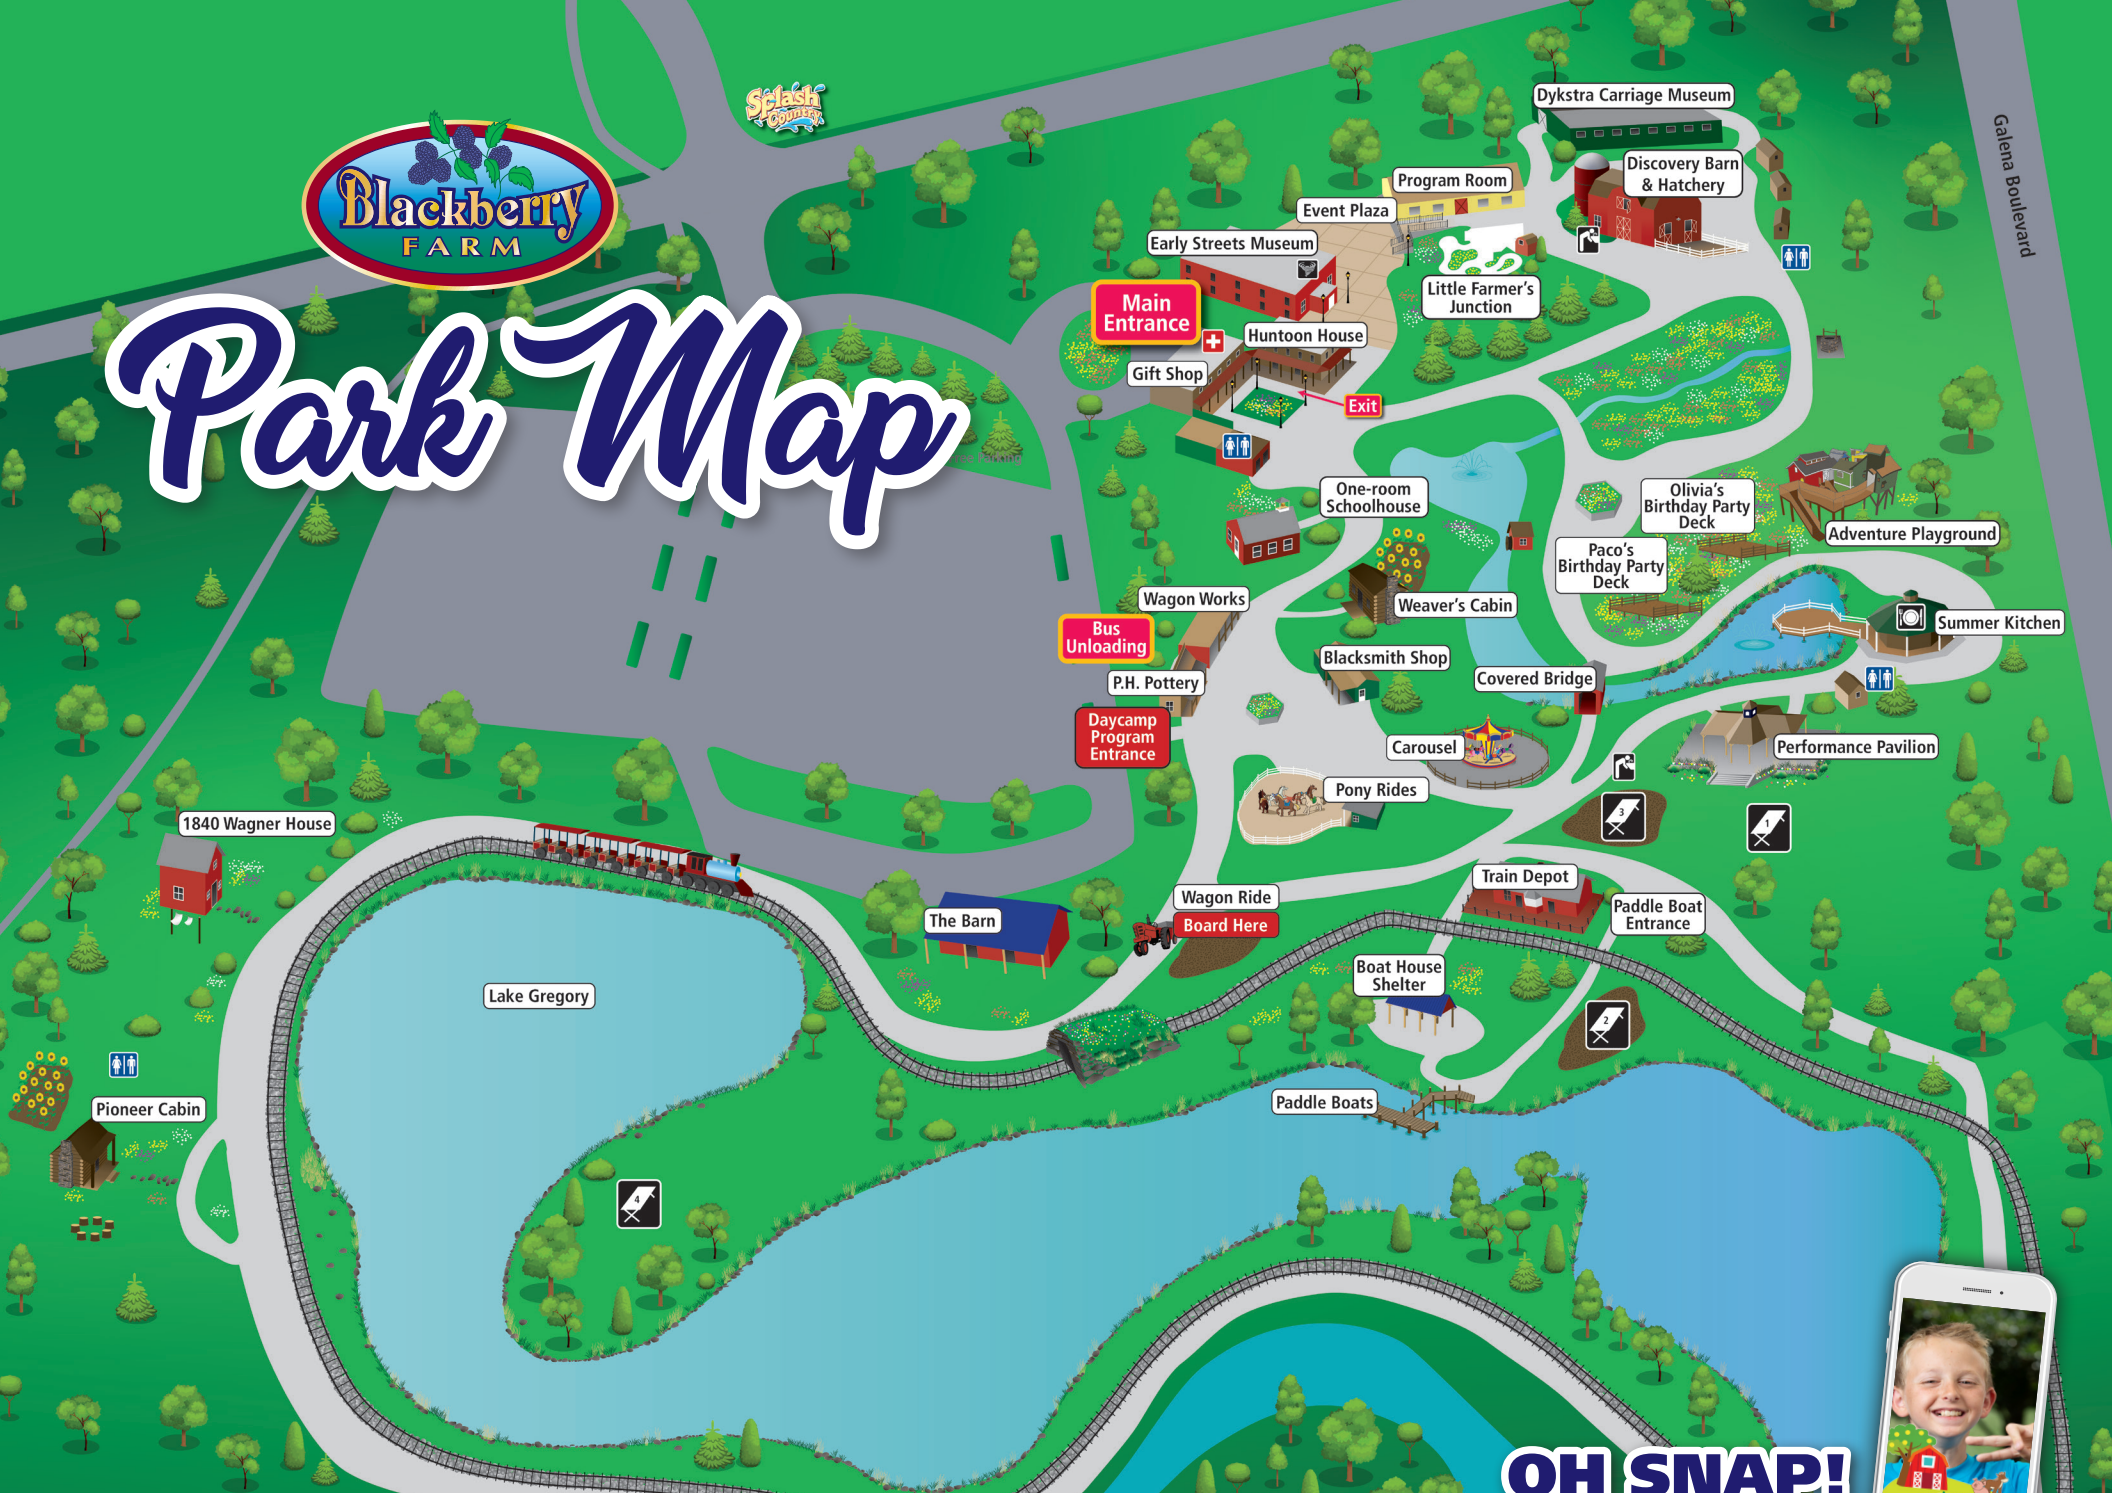 Splash
Country
Blackberry
FARM
Park Map
Galena Boulevard
Dykstra Carriage Museum
Discovery Barn
& Hatchery
Program Room
Event Plaza
Early Streets Museum
Little Farmer's
Junction
Main
Entrance
Huntoon House
Gift Shop
Exit
One-room
Schoolhouse
Olivia's
Birthday Party
Deck
Adventure Playground
Paco's
Birthday Party
Deck
Wagon Works
Weaver's Cabin
Summer Kitchen
Bus
Unloading
Blacksmith Shop
P.H. Pottery
Covered Bridge
Daycamp
Program
Entrance
Carousel
Performance Pavilion
Pony Rides
3
1
1840 Wagner House
Train Depot
Wagon Ride
Board Here
The Barn
Paddle Boat
Entrance
Boat House
Shelter
Lake Gregory
2
Paddle Boats
Pioneer Cabin
4
OH SNAP!